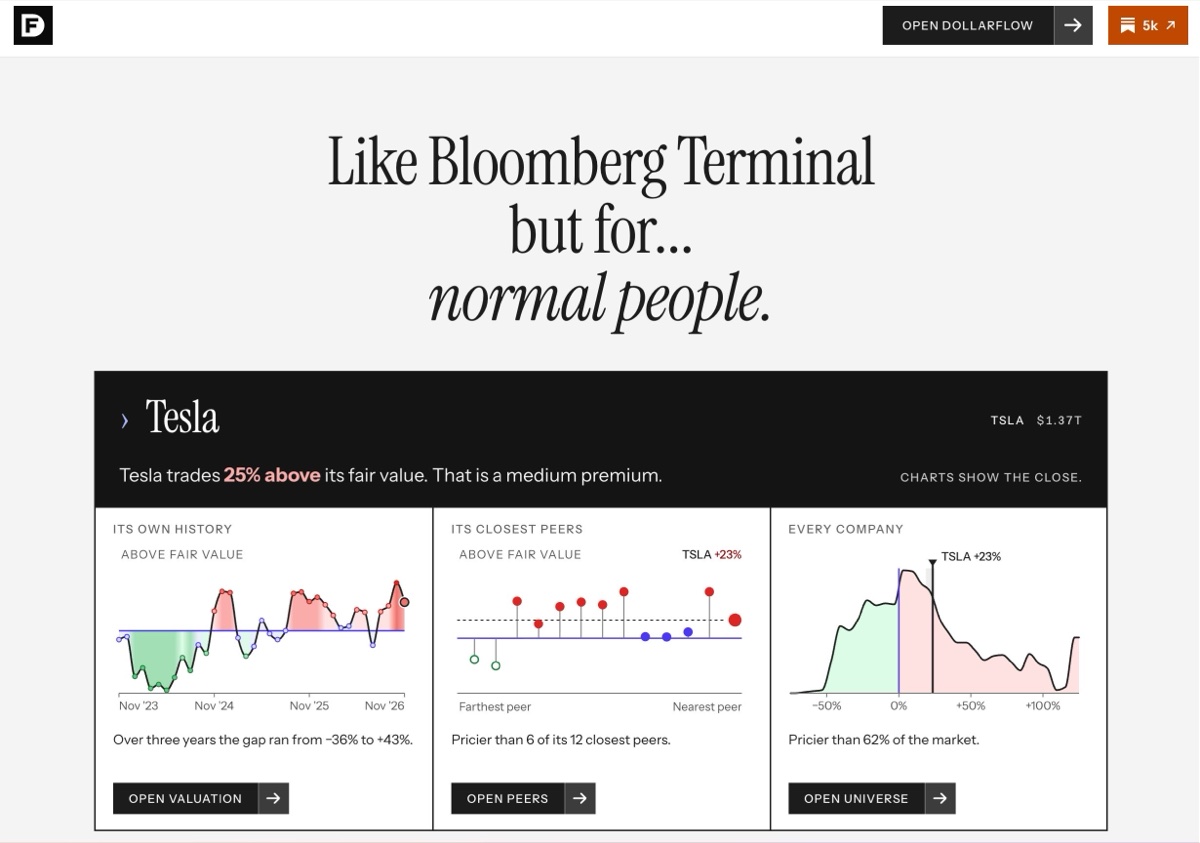 DF
OPEN DOLLARFLOW →
5k ↗
Like Bloomberg Terminal
but for...
normal people.
› Tesla
TSLA $1.37T
Tesla trades 25% above its fair value. That is a medium premium.
CHARTS SHOW THE CLOSE.
ITS OWN HISTORY
ABOVE FAIR VALUE
Nov '23 Nov '24 Nov '25 Nov '26
Over three years the gap ran from −36% to +43%.
OPEN VALUATION →
ITS CLOSEST PEERS
ABOVE FAIR VALUE TSLA +23%
Farthest peer Nearest peer
Pricier than 6 of its 12 closest peers.
OPEN PEERS →
EVERY COMPANY
TSLA +23%
−50% 0% +50% +100%
Pricier than 62% of the market.
OPEN UNIVERSE →